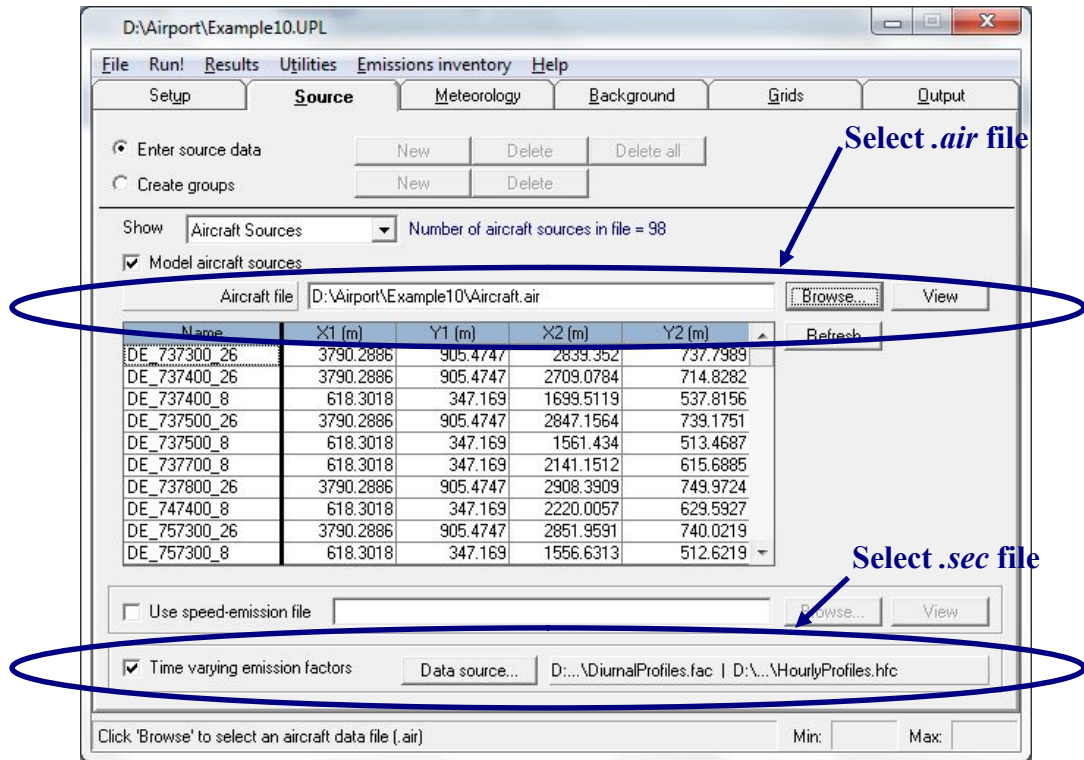 D:\Airport\Example10.UPL
File Run! Results Utilities Emissions inventory Help
Setup Source Meteorology Background Grids Output
Select .air file
Enter source data New Delete Delete all
Create groups New Delete
Show Aircraft Sources Number of aircraft sources in file = 98
Model aircraft sources
Aircraft file D:\Airport\Example10\Aircraft.air Browse... View
Name X1 (m) Y1 (m) X2 (m) Y2 (m) Refresh
DE_737300_26 3790.2886 905.4747 2839.352 737.7989
DE_737400_26 3790.2886 905.4747 2709.0784 714.8282
DE_737400_8 618.3018 347.169 1699.5119 537.8156
DE_737500_26 3790.2886 905.4747 2847.1564 739.1751
DE_737500_8 618.3018 347.169 1561.434 513.4687
DE_737700_8 618.3018 347.169 2141.1512 615.6885
DE_737800_26 3790.2886 905.4747 2908.3909 749.9724
DE_747400_8 618.3018 347.169 2220.0057 629.5927
DE_757300_26 3790.2886 905.4747 2851.9591 740.0219
DE_757300_8 618.3018 347.169 1556.6313 512.6219
Select .sec file
Use speed-emission file Browse... View
Time varying emission factors Data source... D:...\DiurnalProfiles.fac | D:\...\HourlyProfiles.hfc
Click 'Browse' to select an aircraft data file (.air) Min: Max: